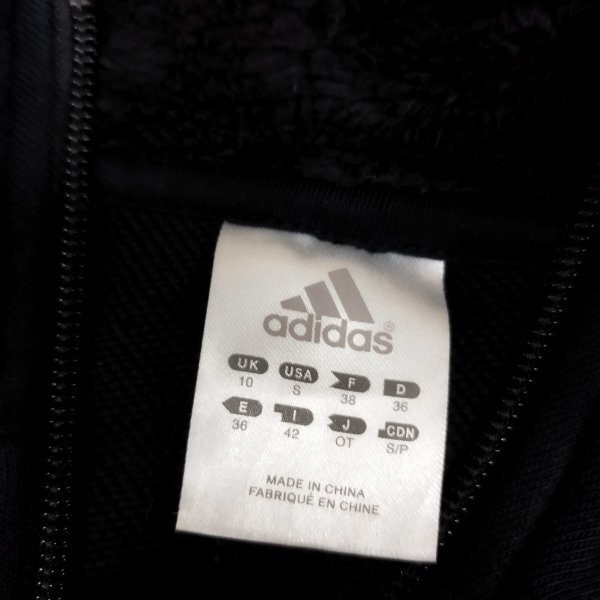 adidas®
UK USA F D
10 S 38 36
E I J CDN
36 42 OT S/P
MADE IN CHINA
FABRIQUÉ EN CHINE